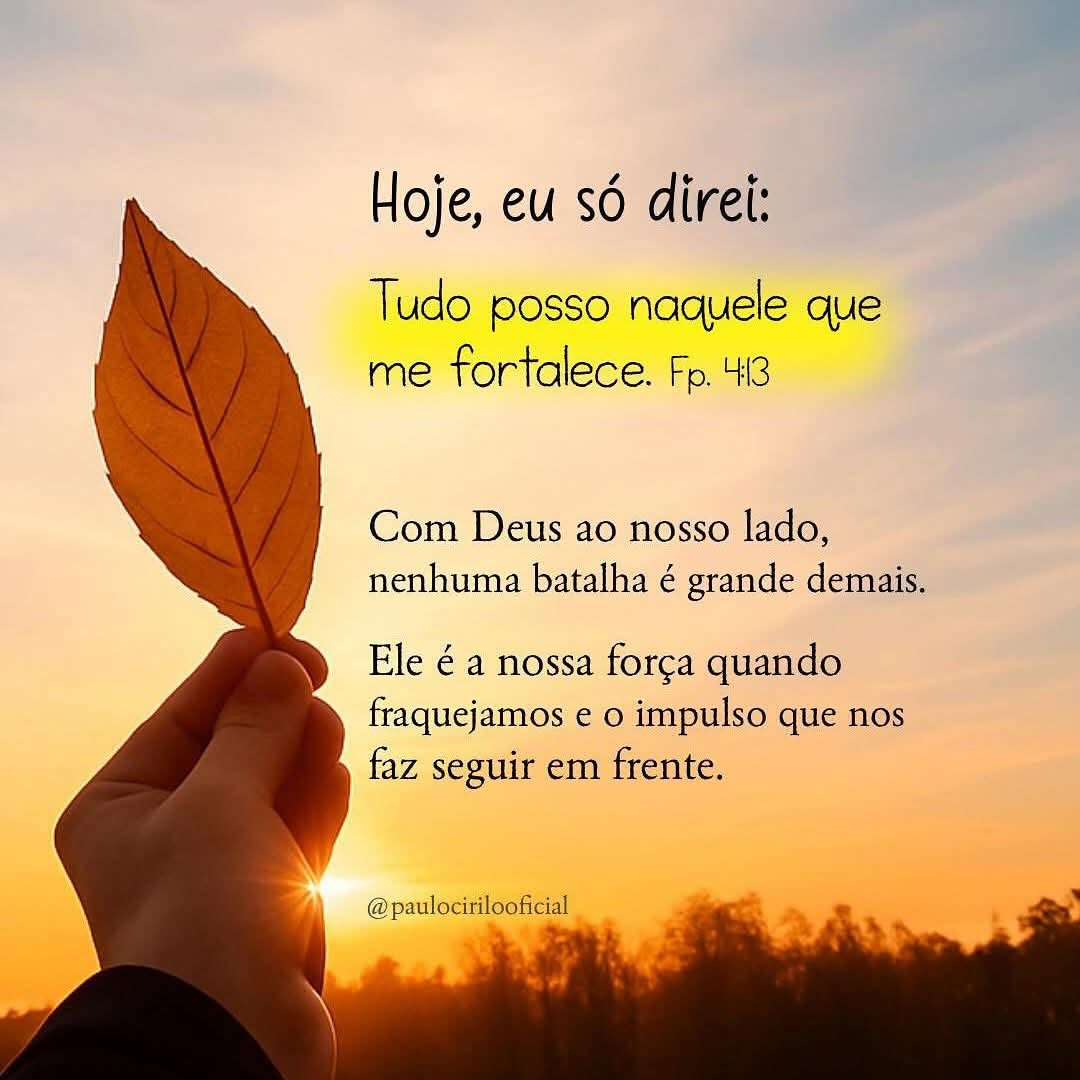 Hoje, eu só direi:
Tudo posso naquele que
me fortalece. Fp. 4:13
Com Deus ao nosso lado,
nenhuma batalha é grande demais.
Ele é a nossa força quando
fraquejamos e o impulso que nos
faz seguir em frente.
@paulocirilooficial